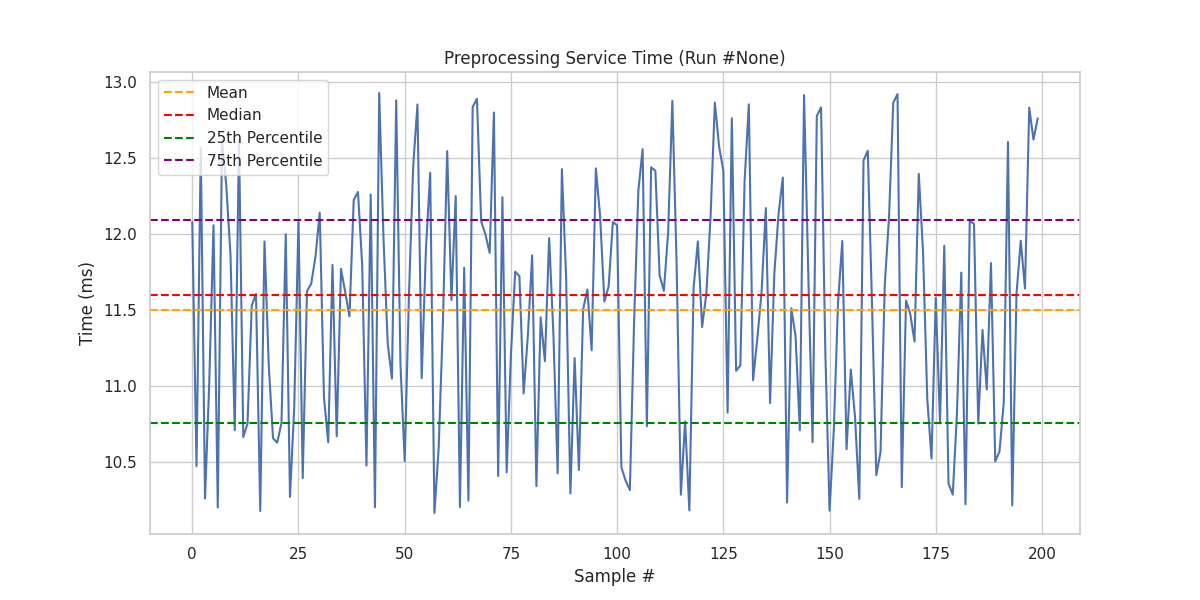 Preprocessing Service Time (Run #None)
Mean
Median
25th Percentile
75th Percentile
Time (ms)
13.0
12.5
12.0
11.5
11.0
10.5
0 25 50 75 100 125 150 175 200
Sample #